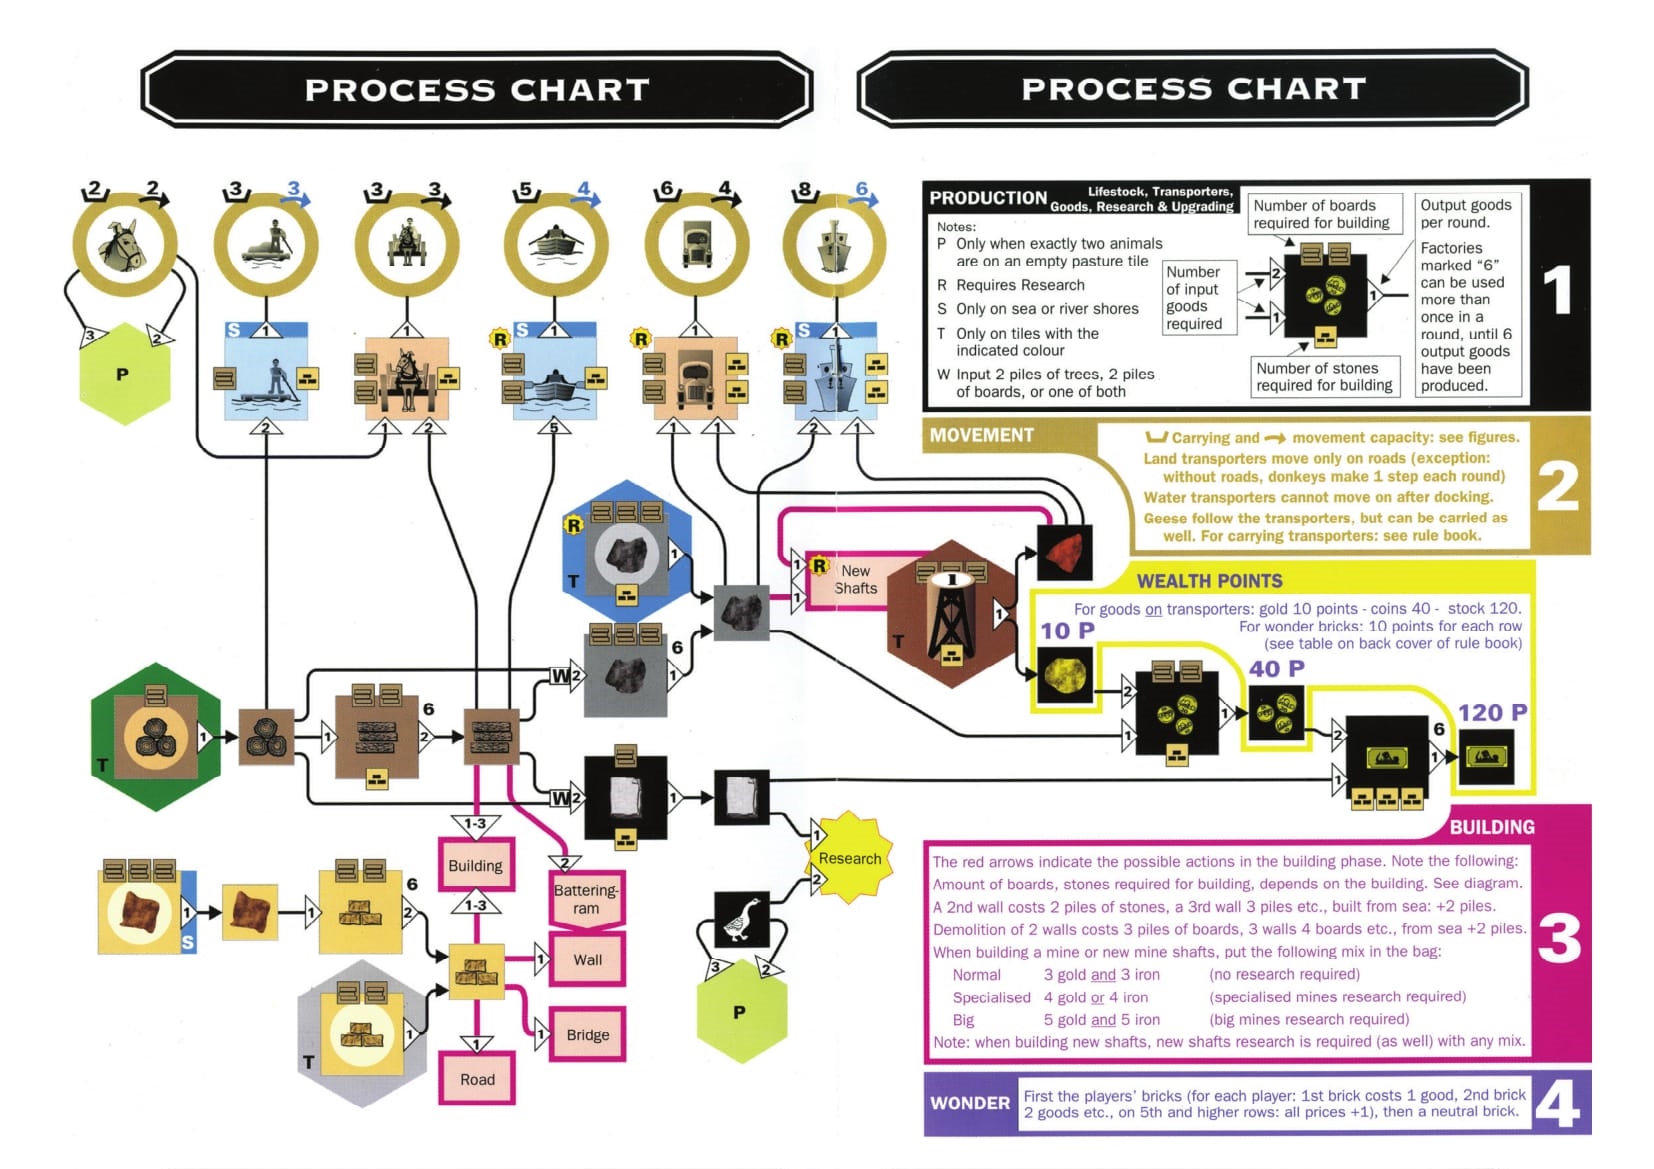 PROCESS CHART
PROCESS CHART
2 2
3 3
3 3
5 4
6 4
8 6
3 2
P
S 1
1
R S 1
R 1
R S 1
2
1 2
5
1 1
2 1
R
1
T
6
W 2
1
T
1
1
6
2
W 2
1
1-3
Building
1-3
2
Battering-
ram
1
Wall
1
Bridge
1
Road
1
S
1
6
2
1
T
1
2
Research
3 2
P
1
1
R New
Shafts
1
T
1
2
1
1
2
1
6
1
PRODUCTION
Lifestock, Transporters,
Goods, Research & Upgrading
Notes:
P Only when exactly two animals
are on an empty pasture tile
R Requires Research
S Only on sea or river shores
T Only on tiles with the
indicated colour
W Input 2 piles of trees, 2 piles
of boards, or one of both
Number of boards
required for building
Number
of input
goods
required
2
1
1
Number of stones
required for building
Output goods
per round.
Factories
marked “6”
can be used
more than
once in a
round, until 6
output goods
have been
produced.
1
MOVEMENT
Carrying and movement capacity: see figures.
Land transporters move only on roads (exception:
without roads, donkeys make 1 step each round)
Water transporters cannot move on after docking.
Geese follow the transporters, but can be carried as
well. For carrying transporters: see rule book.
2
WEALTH POINTS
For goods on transporters: gold 10 points - coins 40 - stock 120.
For wonder bricks: 10 points for each row
(see table on back cover of rule book)
10 P
40 P
120 P
BUILDING
The red arrows indicate the possible actions in the building phase. Note the following:
Amount of boards, stones required for building, depends on the building. See diagram.
A 2nd wall costs 2 piles of stones, a 3rd wall 3 piles etc., built from sea: +2 piles.
Demolition of 2 walls costs 3 piles of boards, 3 walls 4 boards etc., from sea +2 piles.
When building a mine or new mine shafts, put the following mix in the bag:
Normal 3 gold and 3 iron (no research required)
Specialised 4 gold or 4 iron (specialised mines research required)
Big 5 gold and 5 iron (big mines research required)
Note: when building new shafts, new shafts research is required (as well) with any mix.
3
WONDER
First the players’ bricks (for each player: 1st brick costs 1 good, 2nd brick
2 goods etc., on 5th and higher rows: all prices +1), then a neutral brick.
4